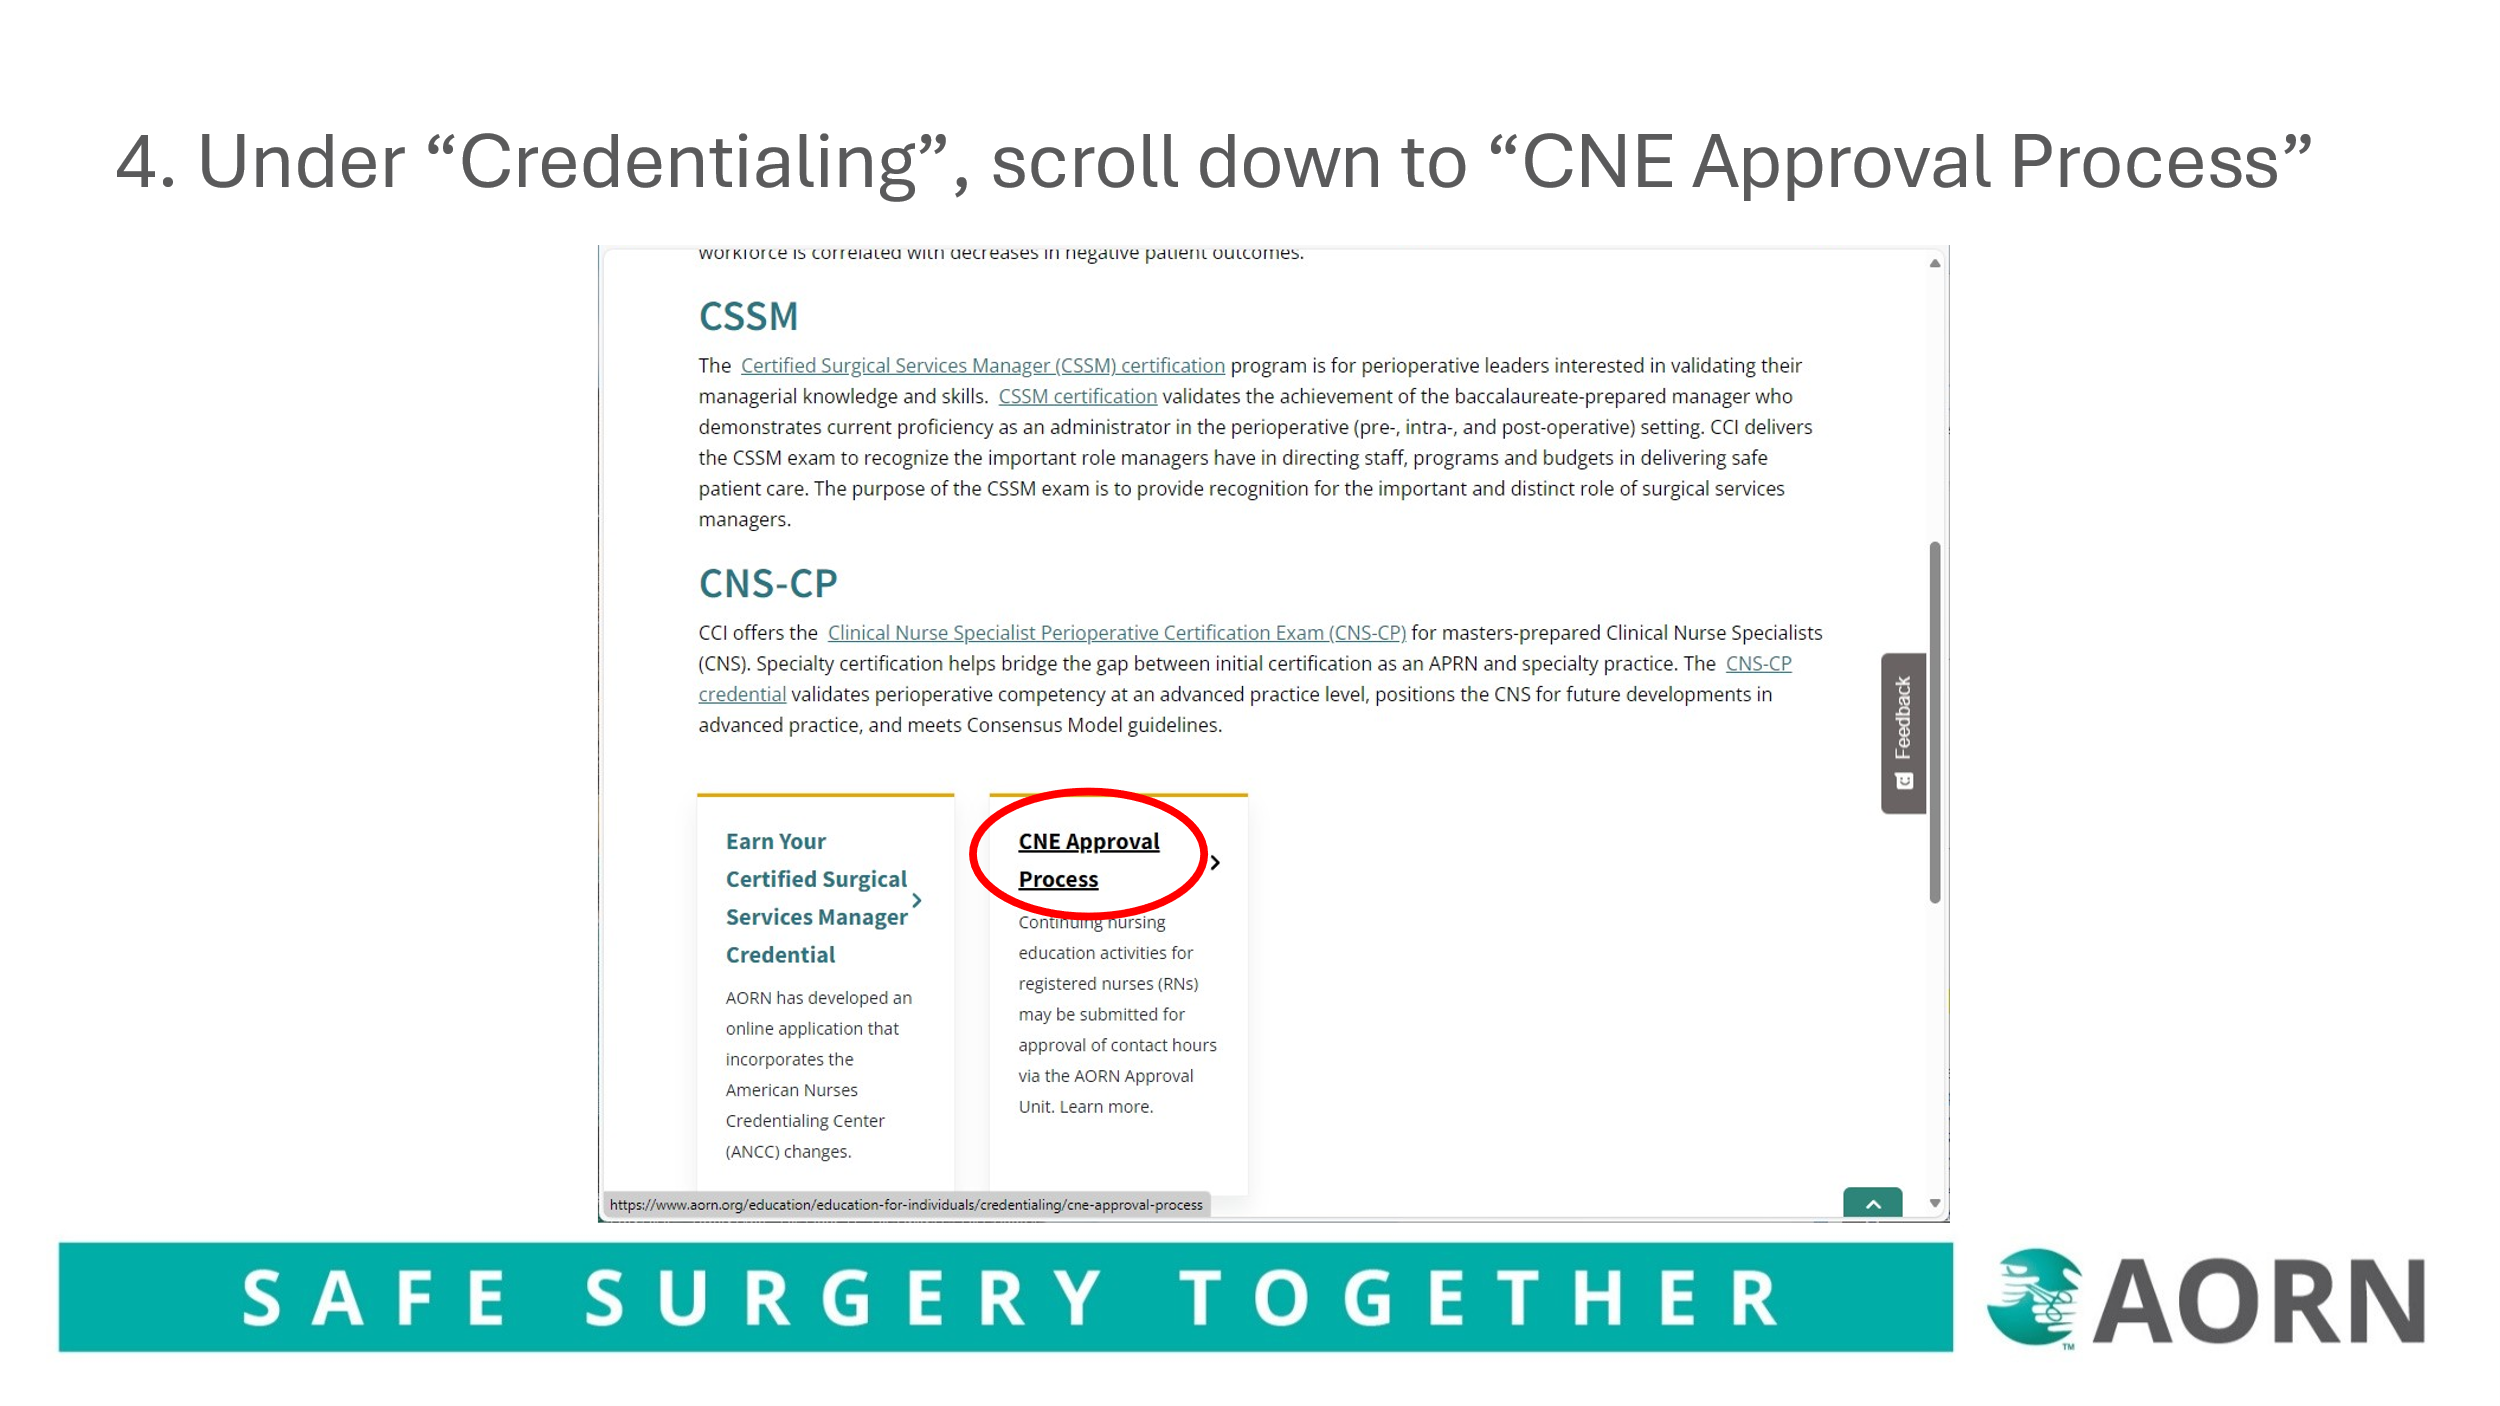 4. Under “Credentialing”, scroll down to “CNE Approval Process”
workforce is correlated with decreases in negative patient outcomes.
CSSM
The Certified Surgical Services Manager (CSSM) certification program is for perioperative leaders interested in validating their
managerial knowledge and skills. CSSM certification validates the achievement of the baccalaureate-prepared manager who
demonstrates current proficiency as an administrator in the perioperative (pre-, intra-, and post-operative) setting. CCI delivers
the CSSM exam to recognize the important role managers have in directing staff, programs and budgets in delivering safe
patient care. The purpose of the CSSM exam is to provide recognition for the important and distinct role of surgical services
managers.
CNS-CP
CCI offers the Clinical Nurse Specialist Perioperative Certification Exam (CNS-CP) for masters-prepared Clinical Nurse Specialists
(CNS). Specialty certification helps bridge the gap between initial certification as an APRN and specialty practice. The CNS-CP
credential validates perioperative competency at an advanced practice level, positions the CNS for future developments in
advanced practice, and meets Consensus Model guidelines.
Feedback
Earn Your
Certified Surgical
Services Manager
Credential
AORN has developed an
online application that
incorporates the
American Nurses
Credentialing Center
(ANCC) changes.
CNE Approval
Process
Continuing nursing
education activities for
registered nurses (RNs)
may be submitted for
approval of contact hours
via the AORN Approval
Unit. Learn more.
https://www.aorn.org/education/education-for-individuals/credentialing/cne-approval-process
SAFE SURGERY TOGETHER
AORN
TM